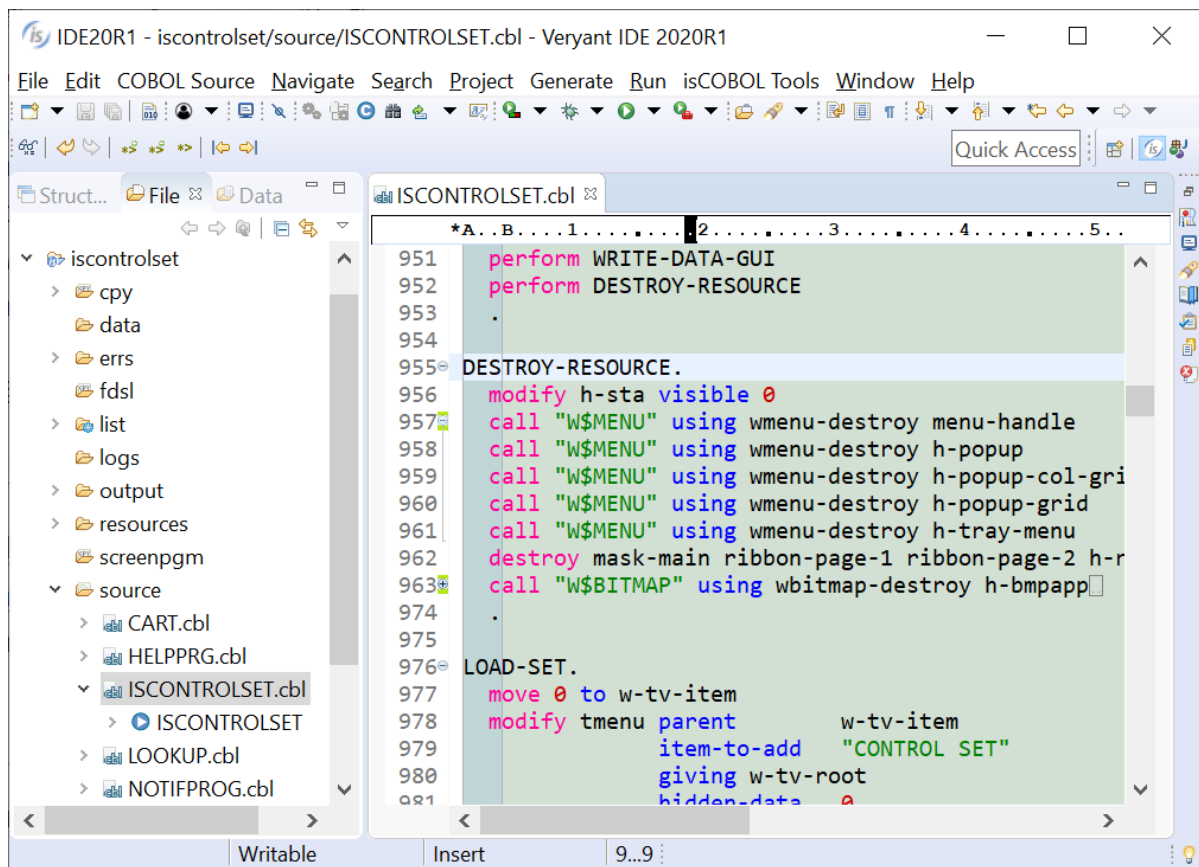 IDE20R1 - iscontrolset/source/ISCONTROLSET.cbl - Veryant IDE 2020R1
File Edit COBOL Source Navigate Search Project Generate Run isCOBOL Tools Window Help
Quick Access
Struct... File Data
ISCONTROLSET.cbl
*A..B....1.........2.........3.........4.........5..
iscontrolset
cpy
data
errs
fdsl
list
logs
output
resources
screenpgm
source
CART.cbl
HELPPRG.cbl
ISCONTROLSET.cbl
ISCONTROLSET
LOOKUP.cbl
NOTIFPROG.cbl
951 perform WRITE-DATA-GUI
952 perform DESTROY-RESOURCE
953 .
954
955 DESTROY-RESOURCE.
956 modify h-sta visible 0
957 call "W$MENU" using wmenu-destroy menu-handle
958 call "W$MENU" using wmenu-destroy h-popup
959 call "W$MENU" using wmenu-destroy h-popup-col-gri
960 call "W$MENU" using wmenu-destroy h-popup-grid
961 call "W$MENU" using wmenu-destroy h-tray-menu
962 destroy mask-main ribbon-page-1 ribbon-page-2 h-r
963 call "W$BITMAP" using wbitmap-destroy h-bmpapp
974 .
975
976 LOAD-SET.
977 move 0 to w-tv-item
978 modify tmenu parent w-tv-item
979 item-to-add "CONTROL SET"
980 giving w-tv-root
981 hidden-data 0
Writable Insert 9...9